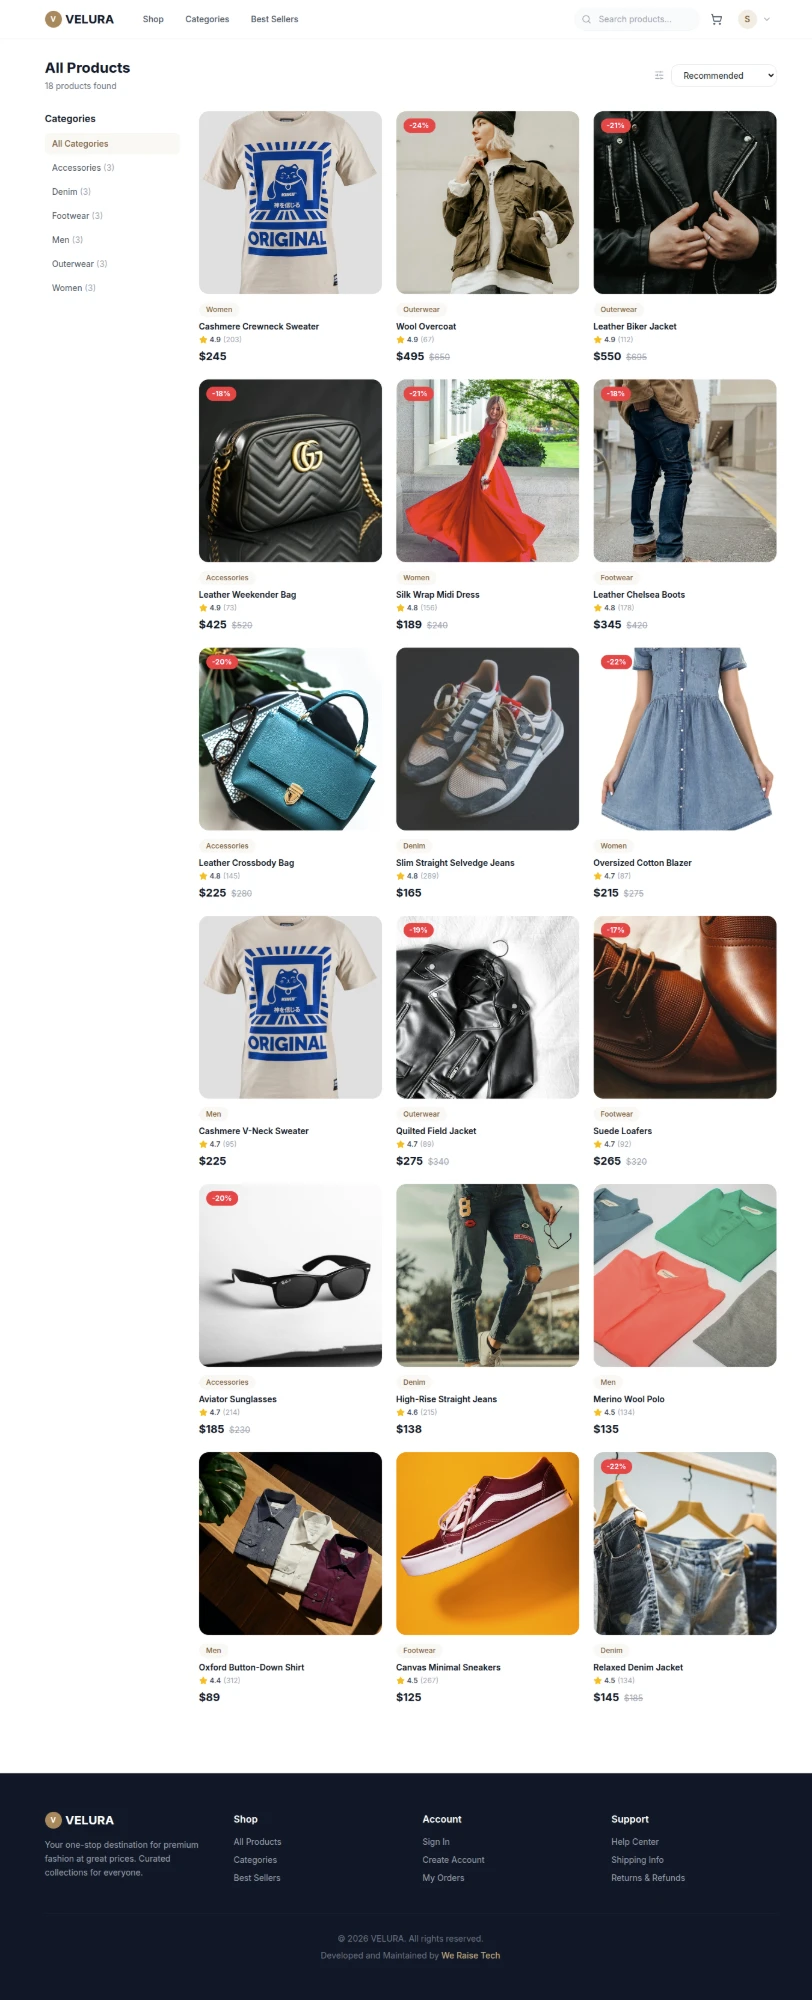 V VELURA
Shop
Categories
Best Sellers
Search products...
S
All Products
18 products found
Recommended
Categories
All Categories
Accessories (3)
Denim (3)
Footwear (3)
Men (3)
Outerwear (3)
Women (3)
神を信じる
ORIGINAL
Women
Cashmere Crewneck Sweater
4.9 (203)
$245
-24%
Outerwear
Wool Overcoat
4.9 (67)
$495 $650
-21%
Outerwear
Leather Biker Jacket
4.9 (112)
$550 $695
-18%
Accessories
Leather Weekender Bag
4.9 (73)
$425 $520
-21%
Women
Silk Wrap Midi Dress
4.8 (156)
$189 $240
-18%
Footwear
Leather Chelsea Boots
4.8 (178)
$345 $420
-20%
Accessories
Leather Crossbody Bag
4.8 (145)
$225 $280
Denim
Slim Straight Selvedge Jeans
4.8 (289)
$165
-22%
Women
Oversized Cotton Blazer
4.7 (87)
$215 $275
神を信じる
ORIGINAL
Men
Cashmere V-Neck Sweater
4.7 (95)
$225
-19%
Outerwear
Quilted Field Jacket
4.7 (89)
$275 $340
-17%
Footwear
Suede Loafers
4.7 (92)
$265 $320
-20%
Accessories
Aviator Sunglasses
4.7 (214)
$185 $230
Denim
High-Rise Straight Jeans
4.6 (215)
$138
Men
Merino Wool Polo
4.5 (134)
$135
Men
Oxford Button-Down Shirt
4.4 (312)
$89
Footwear
Canvas Minimal Sneakers
4.5 (267)
$125
-22%
Denim
Relaxed Denim Jacket
4.5 (134)
$145 $185
V VELURA
Your one-stop destination for premium
fashion at great prices. Curated
collections for everyone.
Shop
All Products
Categories
Best Sellers
Account
Sign In
Create Account
My Orders
Support
Help Center
Shipping Info
Returns & Refunds
© 2026 VELURA. All rights reserved.
Developed and Maintained by We Raise Tech